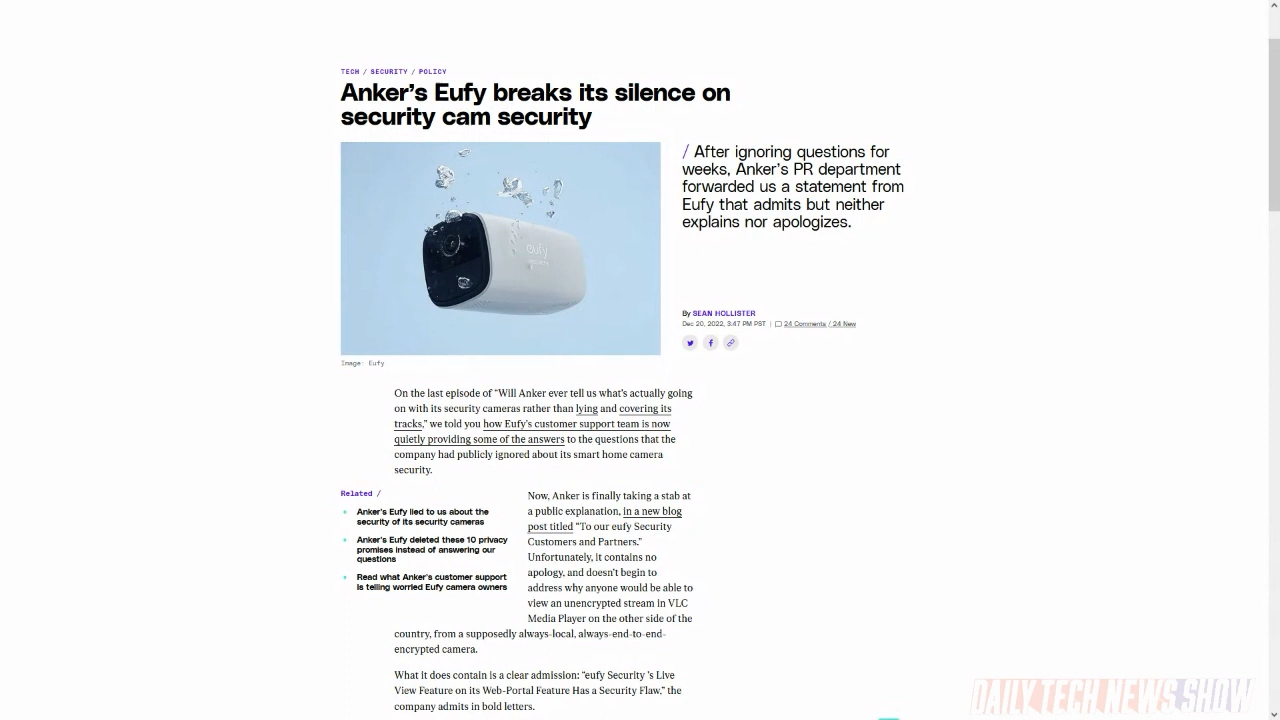 TECH / SECURITY / POLICY
Anker’s Eufy breaks its silence on
security cam security
eufy
/ After ignoring questions for
weeks, Anker’s PR department
forwarded us a statement from
Eufy that admits but neither
explains nor apologizes.
By SEAN HOLLISTER
Dec 20, 2022, 3:47 PM PST | 24 Comments / 24 New
Image: Eufy
On the last episode of “Will Anker ever tell us what’s actually going
on with its security cameras rather than lying and covering its
tracks,” we told you how Eufy’s customer support team is now
quietly providing some of the answers to the questions that the
company had publicly ignored about its smart home camera
security.
Related /
Anker’s Eufy lied to us about the
security of its security cameras
Anker’s Eufy deleted these 10 privacy
promises instead of answering our
questions
Read what Anker’s customer support
is telling worried Eufy camera owners
Now, Anker is finally taking a stab at
a public explanation, in a new blog
post titled “To our eufy Security
Customers and Partners.”
Unfortunately, it contains no
apology, and doesn’t begin to
address why anyone would be able to
view an unencrypted stream in VLC
Media Player on the other side of the
country, from a supposedly always-local, always-end-to-end-
encrypted camera.
What it does contain is a clear admission: “eufy Security ’s Live
View Feature on its Web-Portal Feature Has a Security Flaw,” the
company admits in bold letters.
DAILY TECH NEWS SHOW